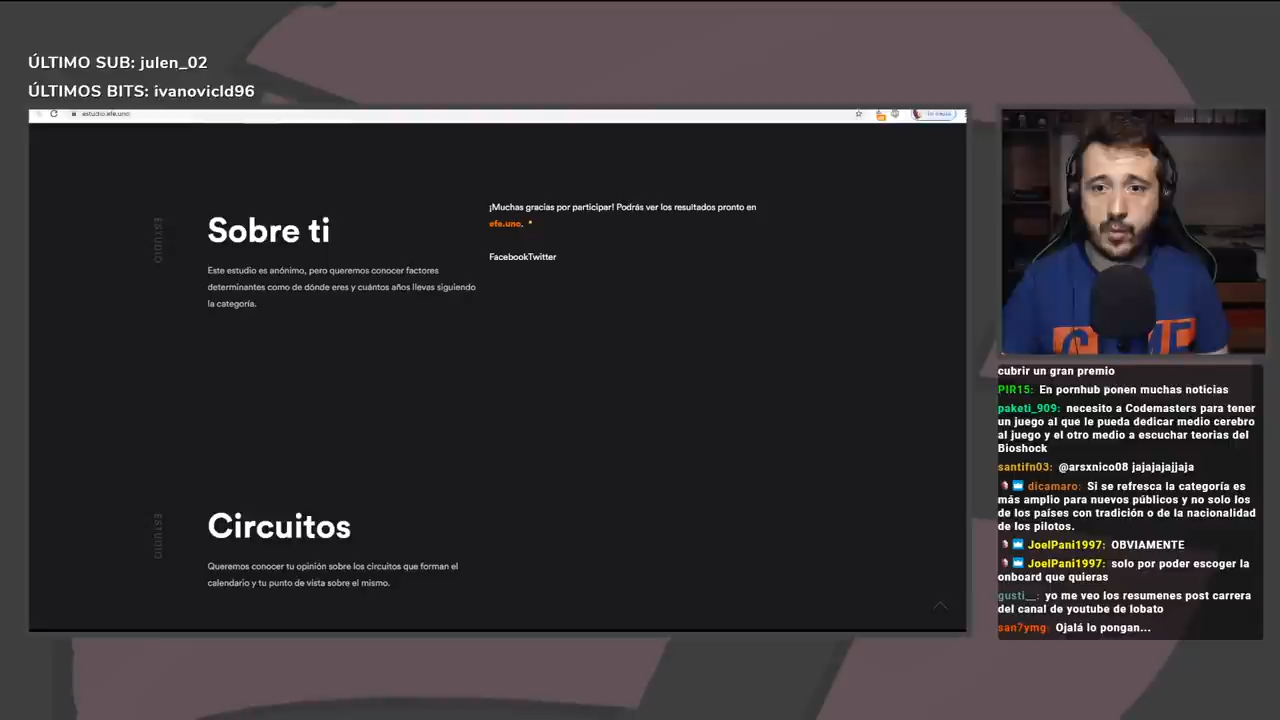 ÚLTIMO SUB: julen_02
ÚLTIMOS BITS: ivanovicld96
estudio.efe.uno
ESTUDIO
Sobre ti
Este estudio es anónimo, pero queremos conocer factores
determinantes como de dónde eres y cuántos años llevas siguiendo
la categoría.
¡Muchas gracias por participar! Podrás ver los resultados pronto en
efe.uno.
FacebookTwitter
ESTUDIO
Circuitos
Queremos conocer tu opinión sobre los circuitos que forman el
calendario y tu punto de vista sobre el mismo.
cubrir un gran premio
PIR15: En pornhub ponen muchas noticias
paketi_909: necesito a Codemasters para tener
un juego al que le pueda dedicar medio cerebro
al juego y el otro medio a escuchar teorias del
Bioshock
santifn03: @arsxnico08 jajajajajjaja
dicamaro: Si se refresca la categoría es
más amplio para nuevos públicos y no solo los
de los países con tradición o de la nacionalidad
de los pilotos.
JoelPani1997: OBVIAMENTE
JoelPani1997: solo por poder escoger la
onboard que quieras
gusti__: yo me veo los resumenes post carrera
del canal de youtube de lobato
san7ymg: Ojalá lo pongan...